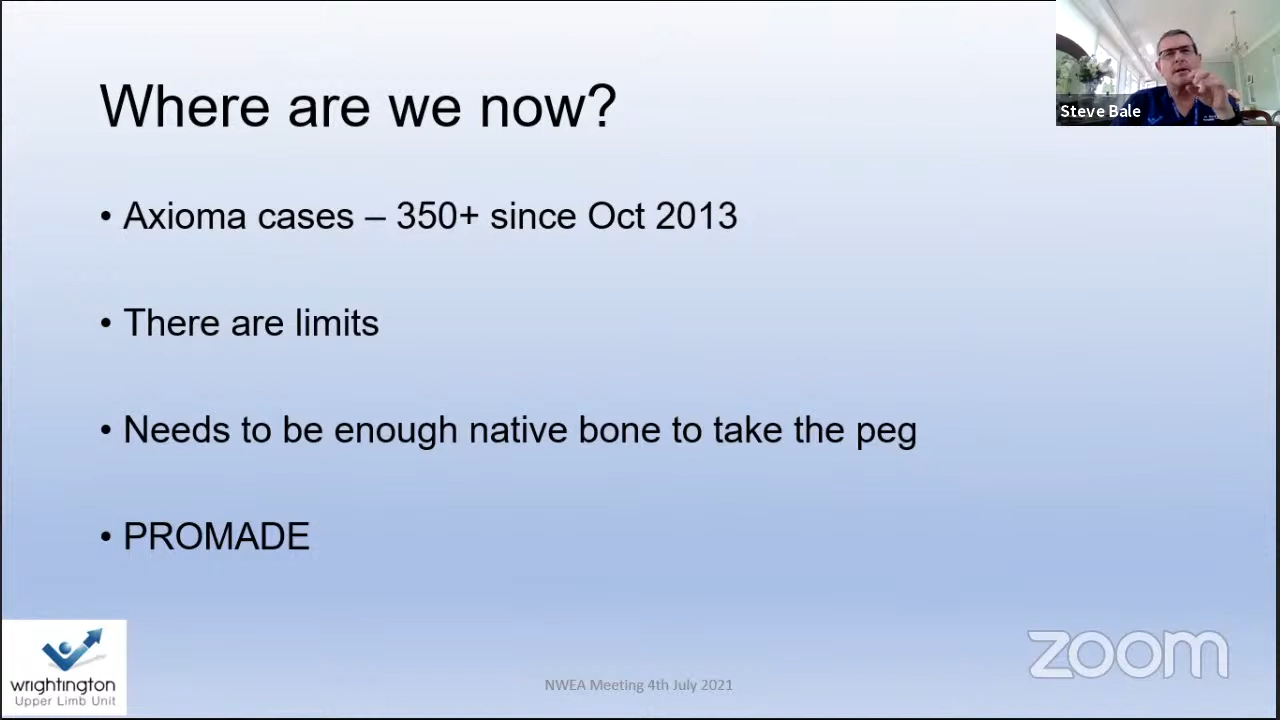 Where are we now?
Steve Bale
• Axioma cases – 350+ since Oct 2013
• There are limits
• Needs to be enough native bone to take the peg
• PROMADE
wrightington
Upper Limb Unit
NWEA Meeting 4th July 2021
zoom